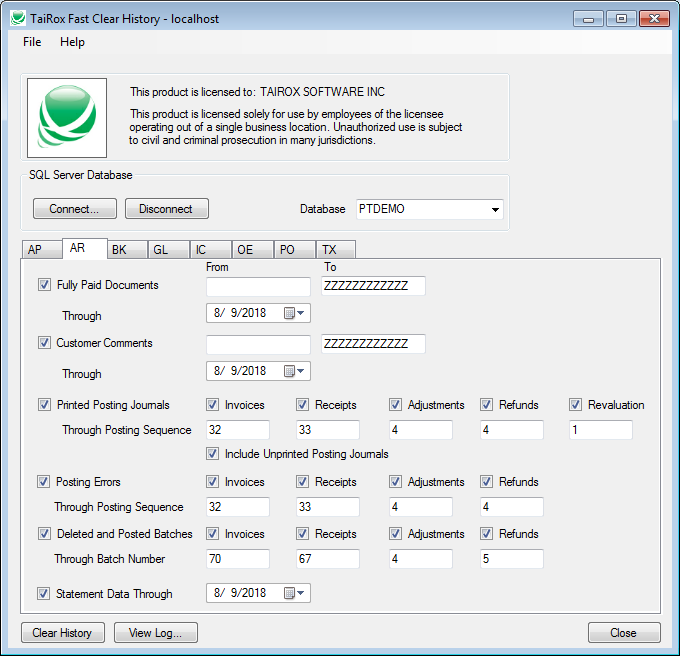 TaiRox Fast Clear History - localhost
File Help
This product is licensed to: TAIROX SOFTWARE INC
This product is licensed solely for use by employees of the licensee
operating out of a single business location. Unauthorized use is subject
to civil and criminal prosecution in many jurisdictions.
SQL Server Database
Connect... Disconnect Database PTDEMO
AP AR BK GL IC OE PO TX
From To
Fully Paid Documents ZZZZZZZZZZZZ
Through 8/ 9/2018
Customer Comments ZZZZZZZZZZZZ
Through 8/ 9/2018
Printed Posting Journals Invoices Receipts Adjustments Refunds Revaluation
Through Posting Sequence 32 33 4 4 1
Include Unprinted Posting Journals
Posting Errors Invoices Receipts Adjustments Refunds
Through Posting Sequence 32 33 4 4
Deleted and Posted Batches Invoices Receipts Adjustments Refunds
Through Batch Number 70 67 4 5
Statement Data Through 8/ 9/2018
Clear History View Log... Close